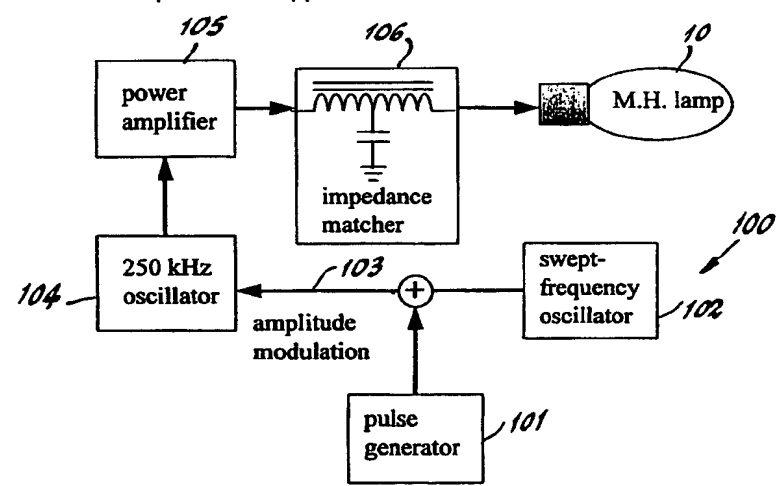 105
106
10
power
amplifier
M.H. lamp
impedance
matcher
100
250 kHz
oscillator
104
103
+
swept-
frequency
oscillator
102
amplitude
modulation
pulse
generator
101